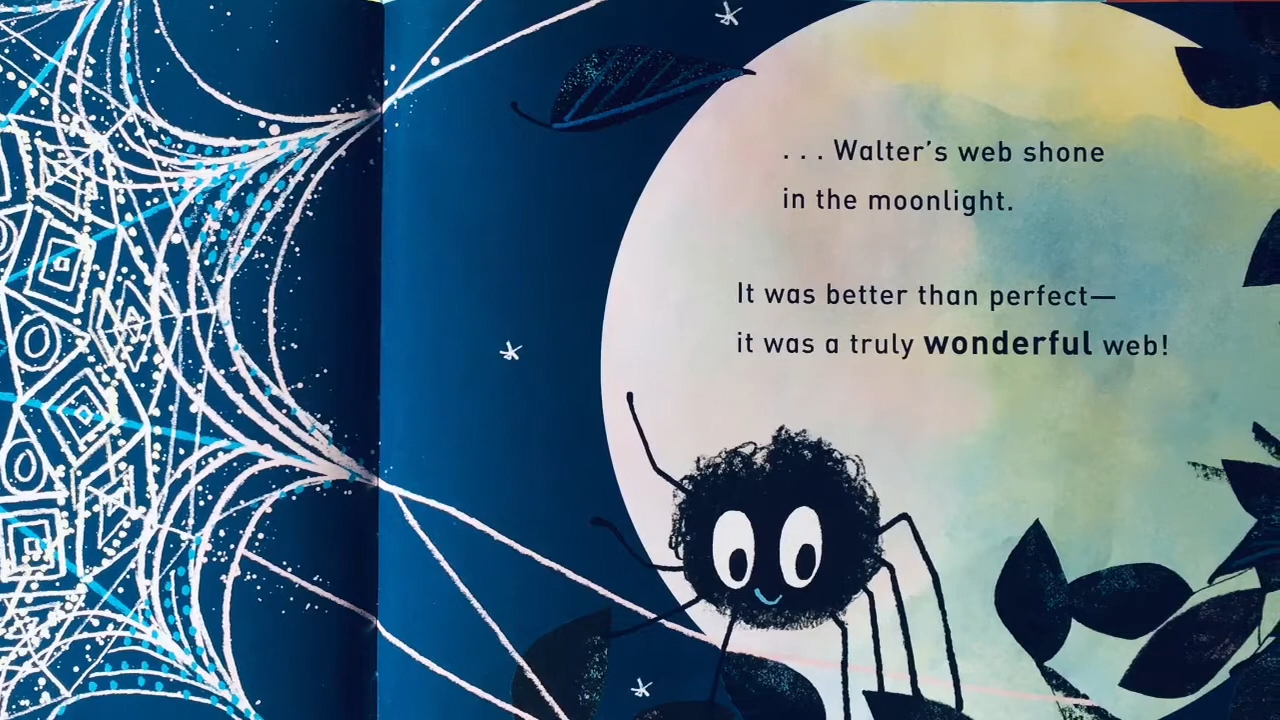 . . . Walter’s web shone
in the moonlight.
It was better than perfect—
it was a truly wonderful web!